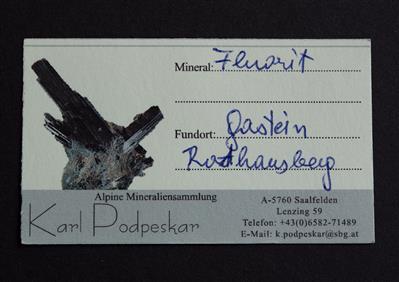 Mineral: Fluorit
Fundort: Gastein
Rathausberg
Alpine Mineraliensammlung
Karl Podpeskar
A-5760 Saalfelden
Lenzing 59
Telefon: +43(0)6582-71489
E-Mail: k.podpeskar@sbg.at